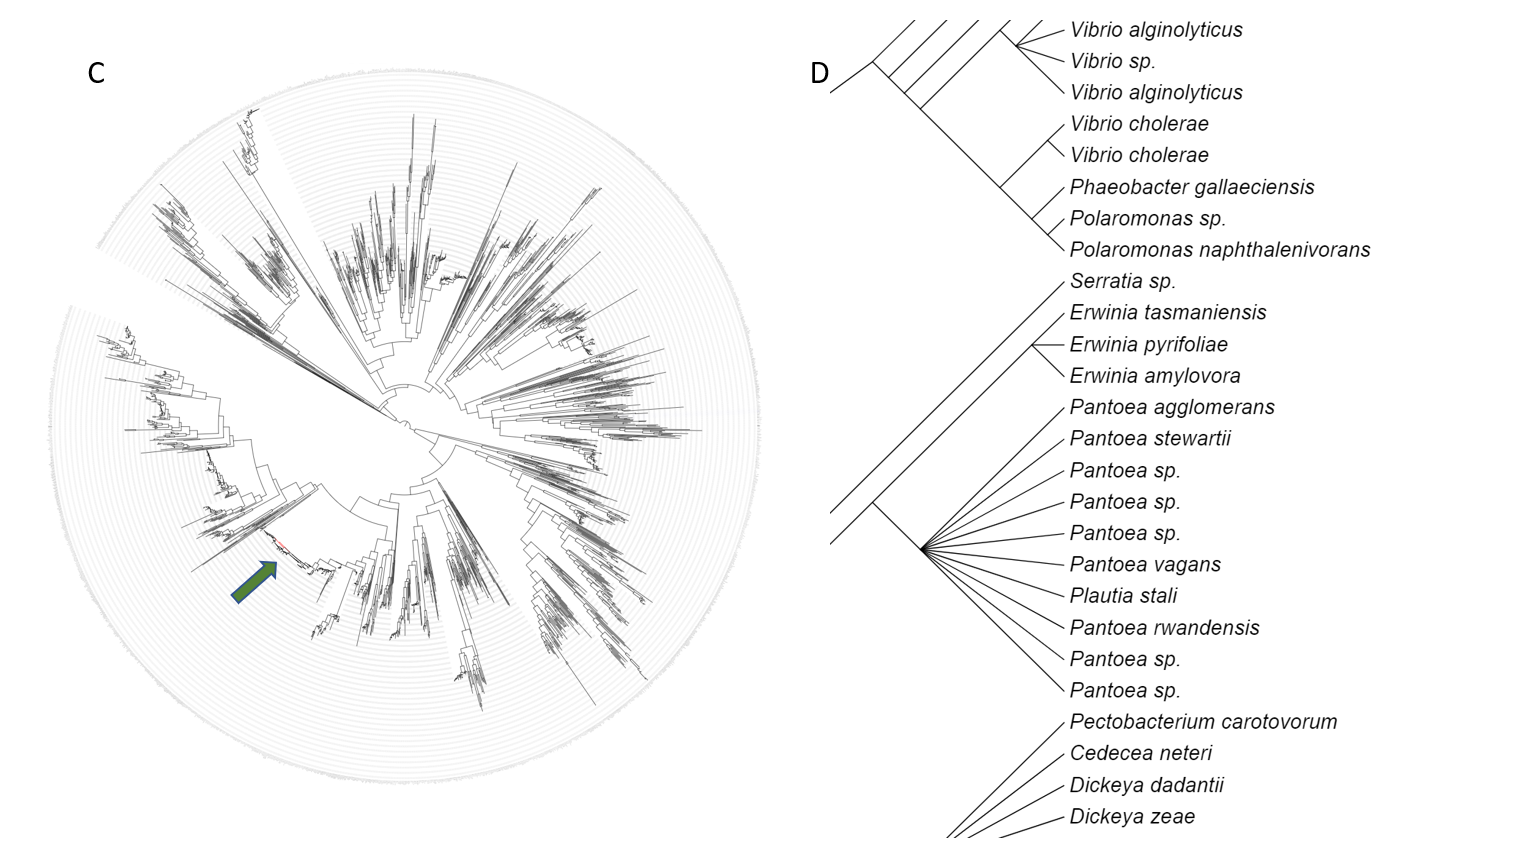 C
D
Vibrio alginolyticus
Vibrio sp.
Vibrio alginolyticus
Vibrio cholerae
Vibrio cholerae
Phaeobacter gallaeciensis
Polaromonas sp.
Polaromonas naphthalenivorans
Serratia sp.
Erwinia tasmaniensis
Erwinia pyrifoliae
Erwinia amylovora
Pantoea agglomerans
Pantoea stewartii
Pantoea sp.
Pantoea sp.
Pantoea sp.
Pantoea vagans
Plautia stali
Pantoea rwandensis
Pantoea sp.
Pantoea sp.
Pectobacterium carotovorum
Cedecea neteri
Dickeya dadantii
Dickeya zeae